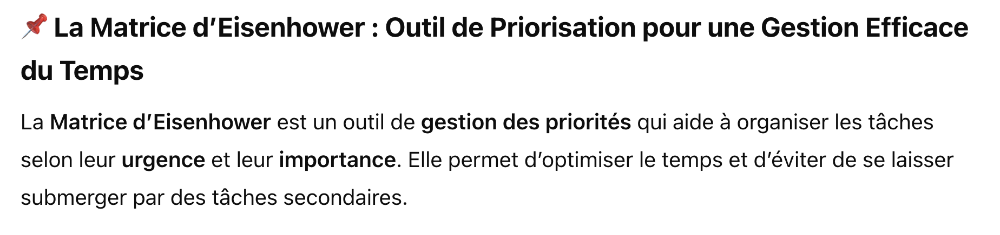 📌 La Matrice d’Eisenhower : Outil de Priorisation pour une Gestion Efficace
du Temps
La Matrice d’Eisenhower est un outil de gestion des priorités qui aide à organiser les tâches
selon leur urgence et leur importance. Elle permet d’optimiser le temps et d’éviter de se laisser
submerger par des tâches secondaires.